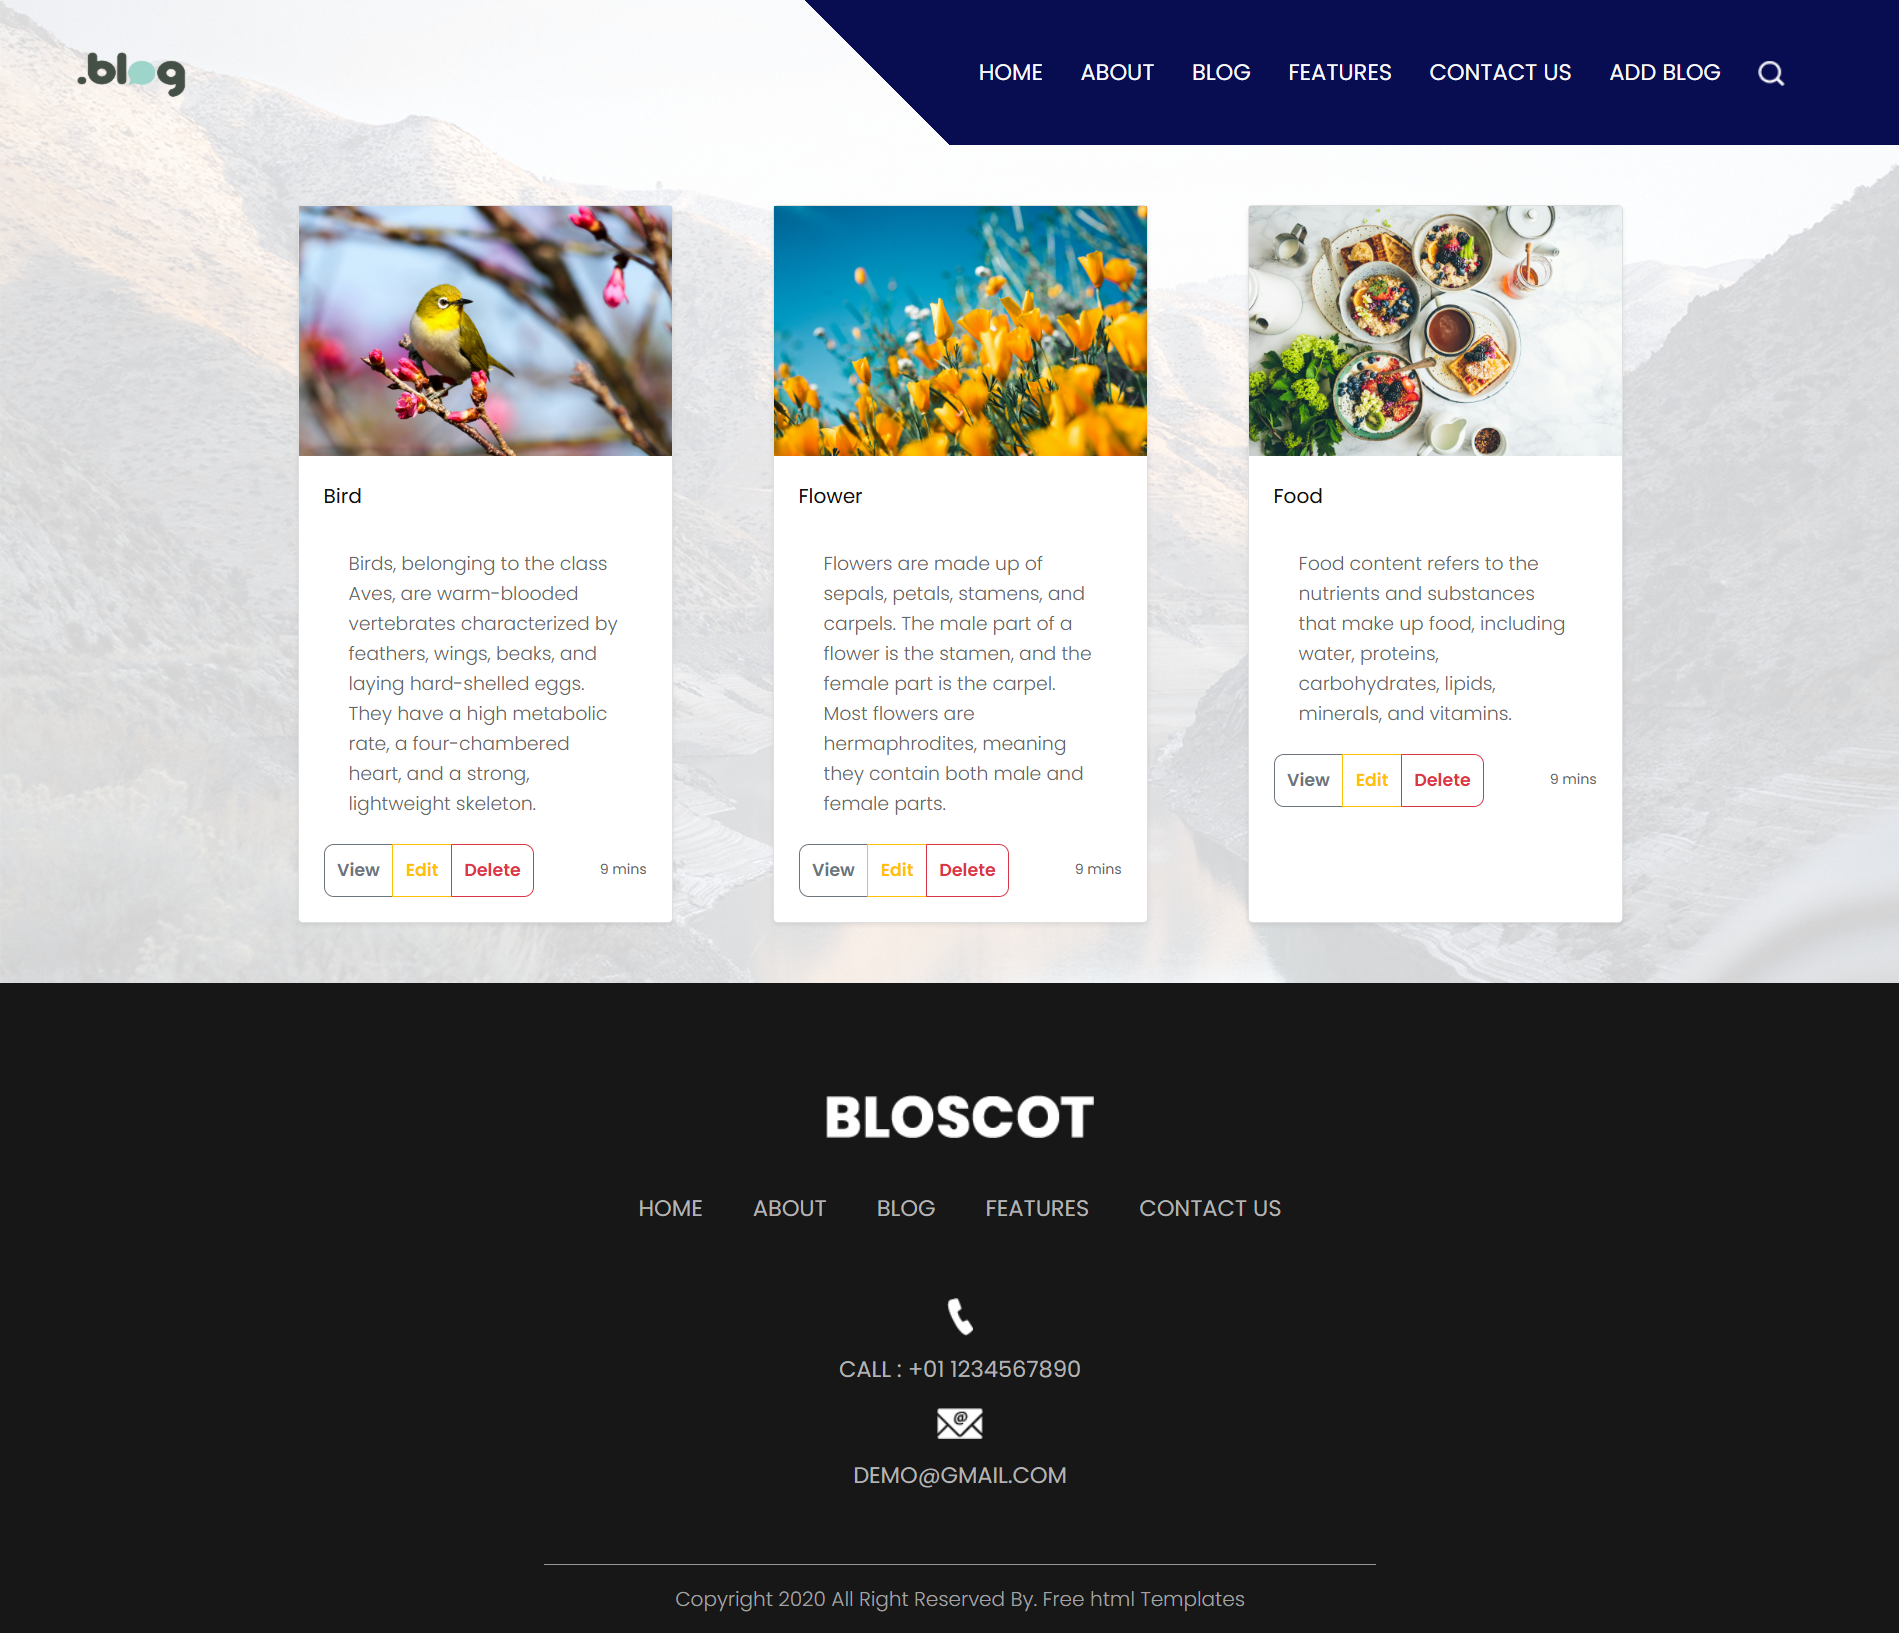 .blog
HOME ABOUT BLOG FEATURES CONTACT US ADD BLOG
Bird
Birds, belonging to the class
Aves, are warm-blooded
vertebrates characterized by
feathers, wings, beaks, and
laying hard-shelled eggs.
They have a high metabolic
rate, a four-chambered
heart, and a strong,
lightweight skeleton.
View Edit Delete 9 mins
Flower
Flowers are made up of
sepals, petals, stamens, and
carpels. The male part of a
flower is the stamen, and the
female part is the carpel.
Most flowers are
hermaphrodites, meaning
they contain both male and
female parts.
View Edit Delete 9 mins
Food
Food content refers to the
nutrients and substances
that make up food, including
water, proteins,
carbohydrates, lipids,
minerals, and vitamins.
View Edit Delete 9 mins
BLOSCOT
HOME ABOUT BLOG FEATURES CONTACT US
CALL : +01 1234567890
@
DEMO@GMAIL.COM
Copyright 2020 All Right Reserved By. Free html Templates